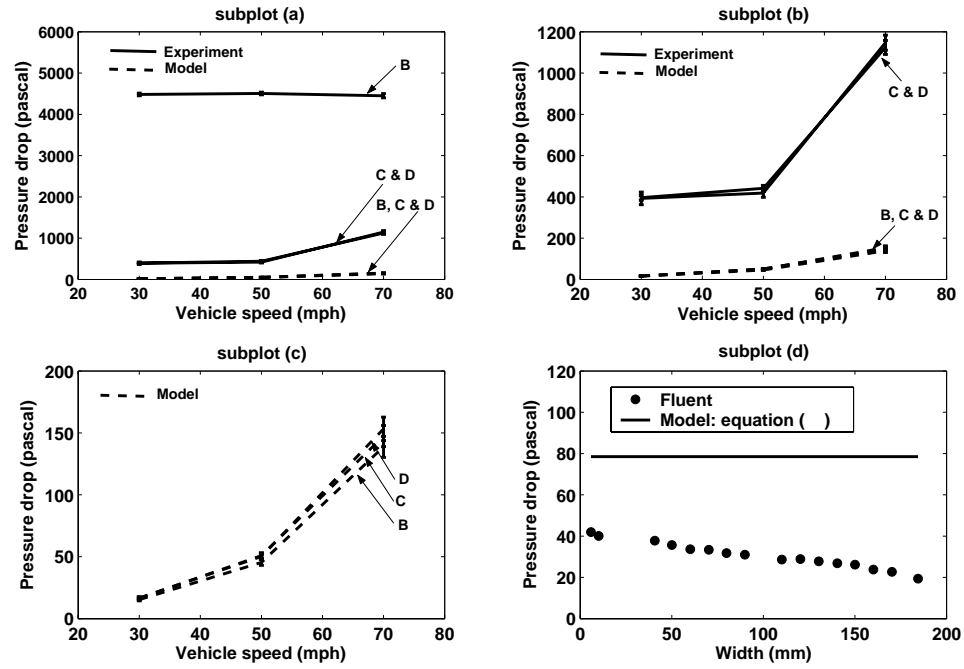 subplot (a)
Pressure drop (pascal)
6000
5000
4000
3000
2000
1000
0
Experiment
Model
B
C & D
B, C & D
20 30 40 50 60 70 80
Vehicle speed (mph)
subplot (b)
Pressure drop (pascal)
1200
1000
800
600
400
200
0
Experiment
Model
C & D
B, C & D
20 30 40 50 60 70 80
Vehicle speed (mph)
subplot (c)
Pressure drop (pascal)
200
150
100
50
0
Model
D
C
B
20 30 40 50 60 70 80
Vehicle speed (mph)
subplot (d)
Pressure drop (pascal)
120
100
80
60
40
20
0
Fluent
Model: equation ( )
0 50 100 150 200
Width (mm)